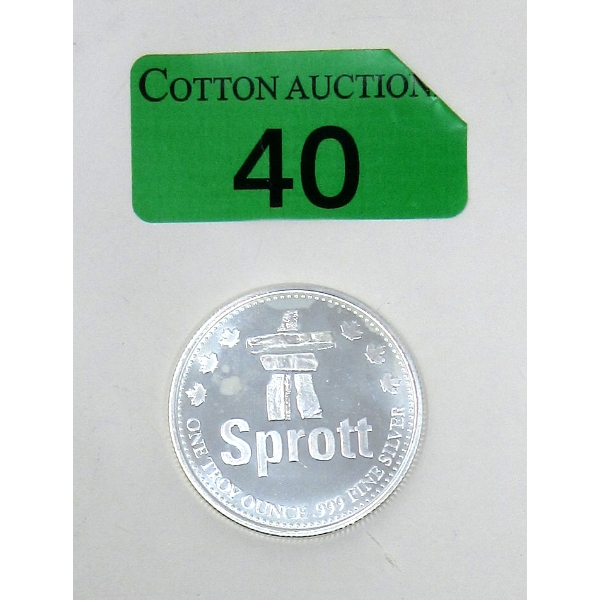 COTTON AUCTION
40
Sprott
ONE TROY OUNCE .999 FINE SILVER